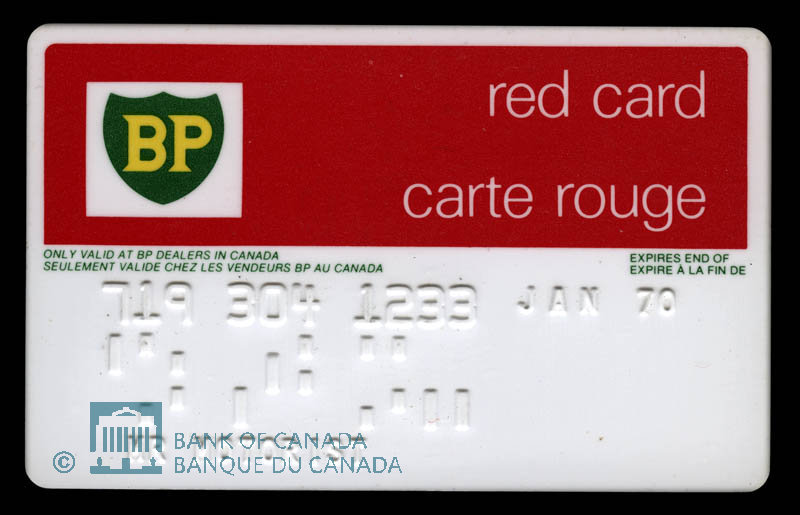 BP
red card
carte rouge
ONLY VALID AT BP DEALERS IN CANADA
SEULEMENT VALIDE CHEZ LES VENDEURS BP AU CANADA
EXPIRES END OF
EXPIRE À LA FIN DE
719 304 1233 JAN 70
MR MOTORIST
© BANK OF CANADA
BANQUE DU CANADA